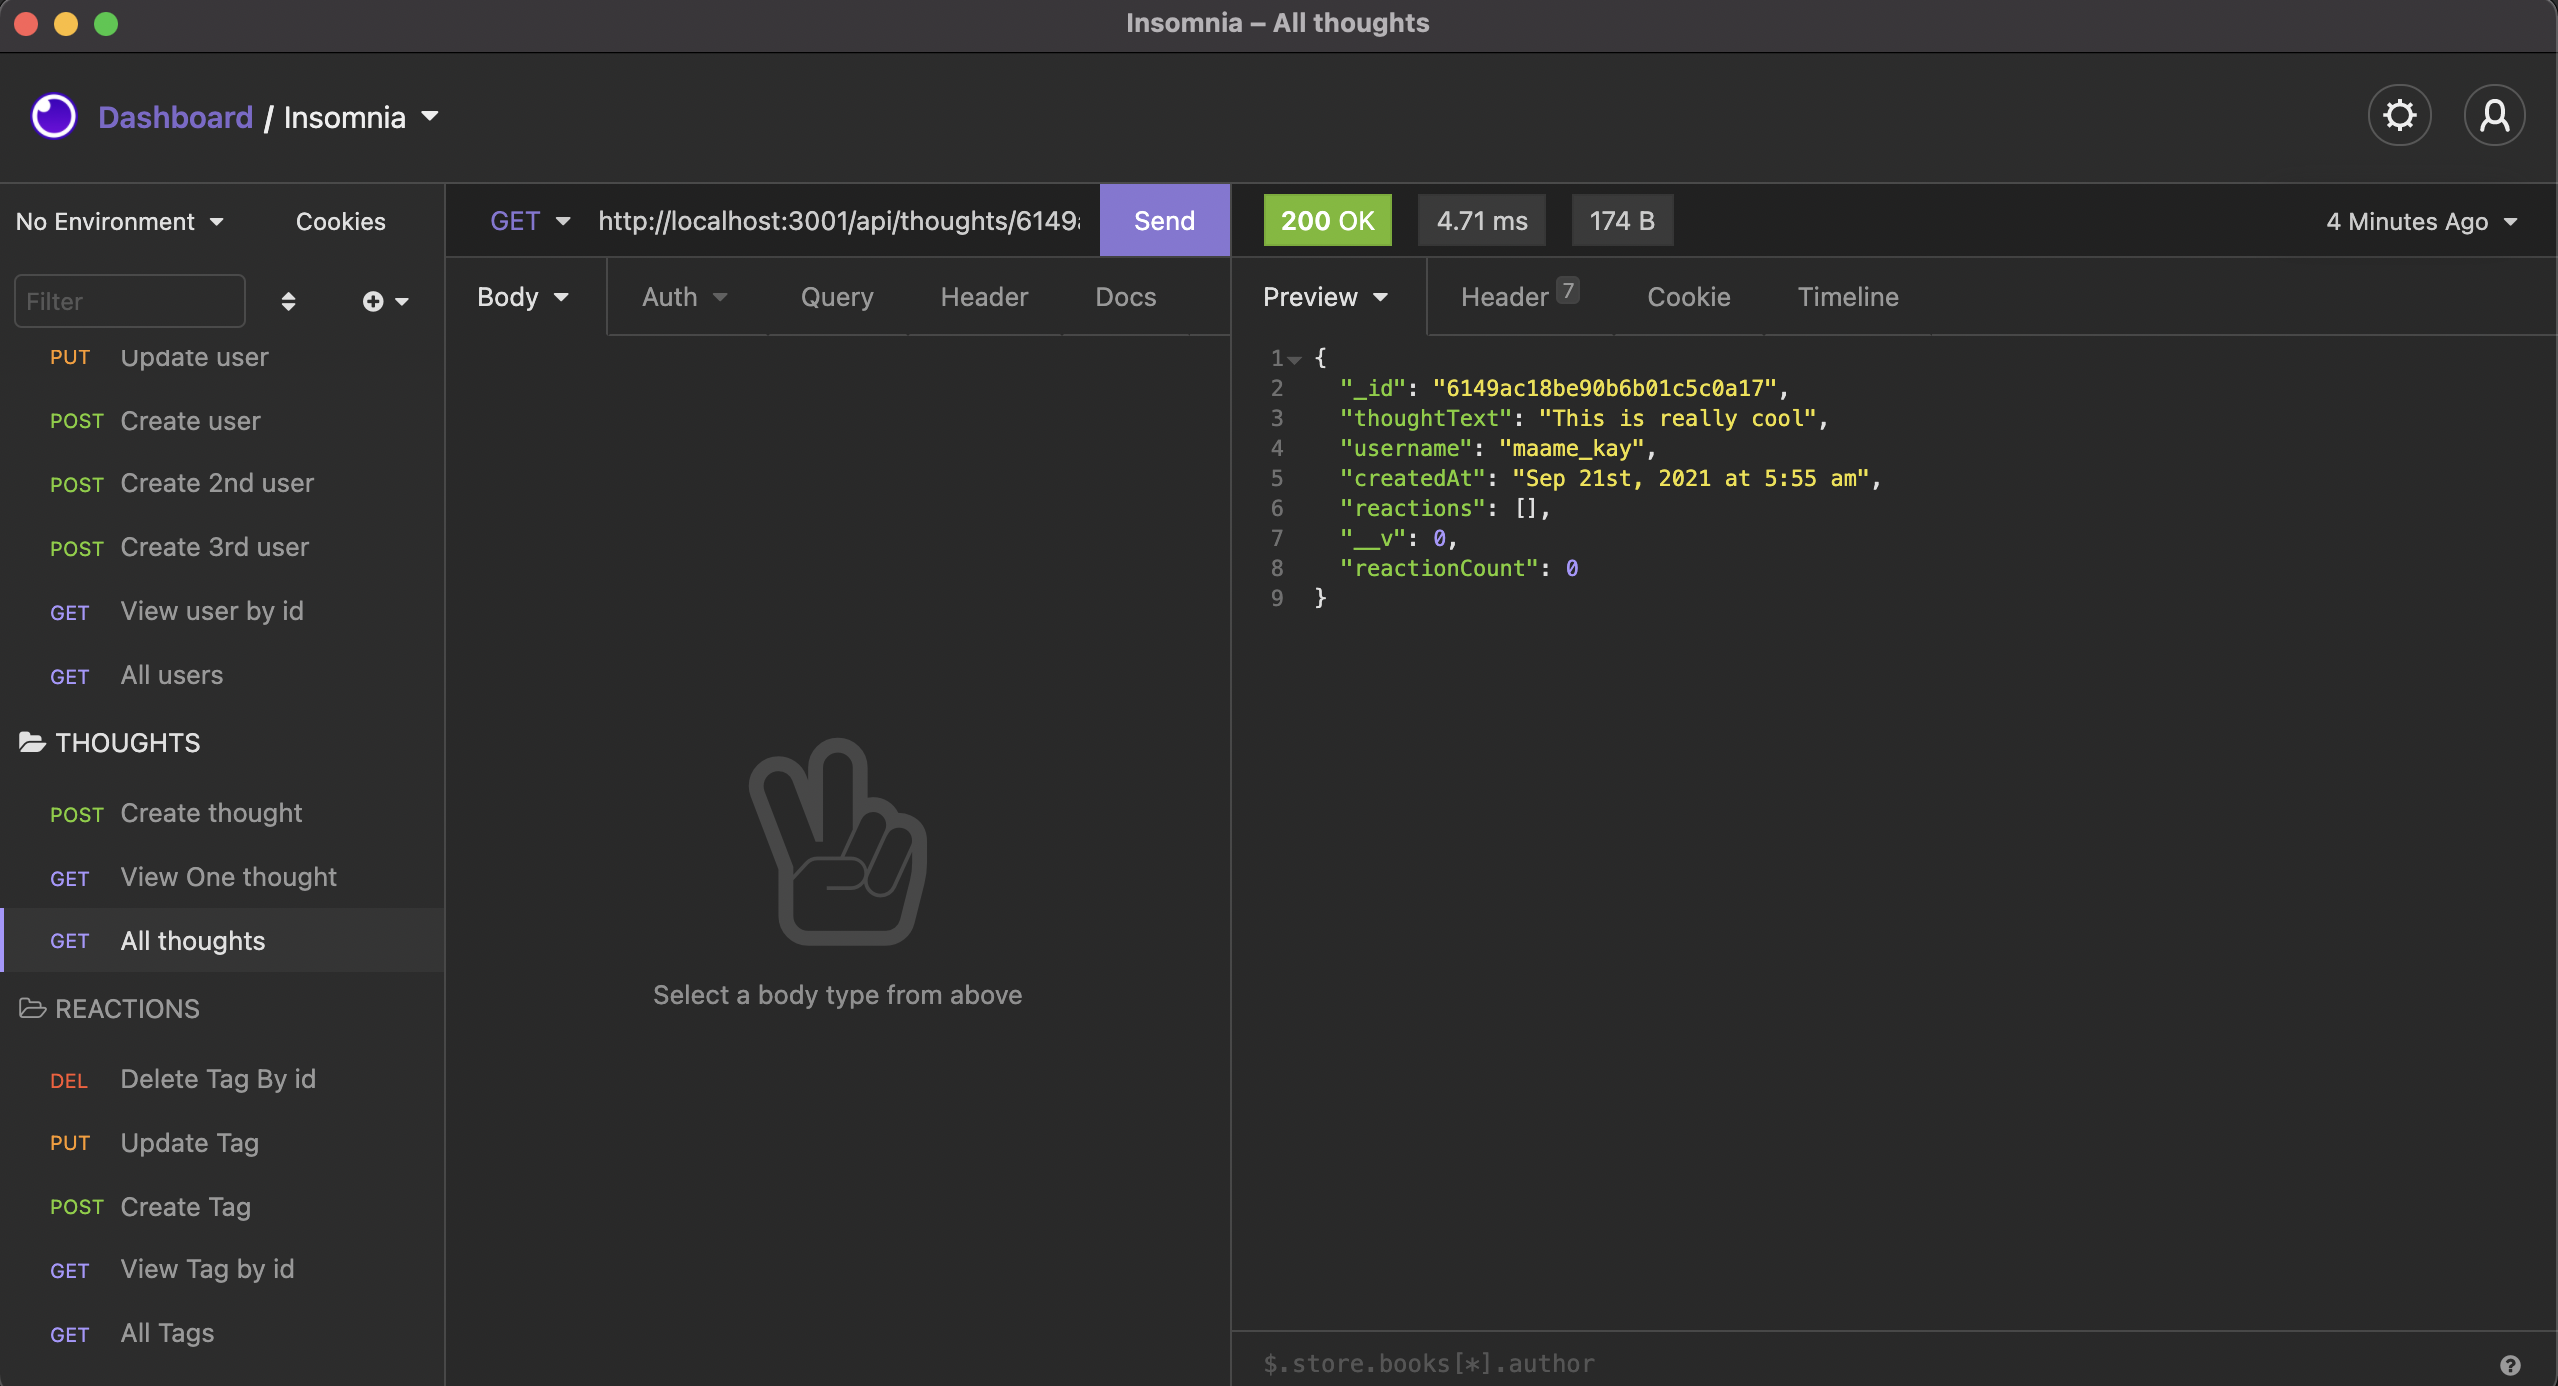 Insomnia – All thoughts
Dashboard / Insomnia
No Environment Cookies
Filter
PUT Update user
POST Create user
POST Create 2nd user
POST Create 3rd user
GET View user by id
GET All users
THOUGHTS
POST Create thought
GET View One thought
GET All thoughts
REACTIONS
DEL Delete Tag By id
PUT Update Tag
POST Create Tag
GET View Tag by id
GET All Tags
GET http://localhost:3001/api/thoughts/6149 Send
Body Auth Query Header Docs
Select a body type from above
200 OK 4.71 ms 174 B 4 Minutes Ago
Preview Header 7 Cookie Timeline
1 {
2 "_id": "6149ac18be90b6b01c5c0a17",
3 "thoughtText": "This is really cool",
4 "username": "maame_kay",
5 "createdAt": "Sep 21st, 2021 at 5:55 am",
6 "reactions": [],
7 "__v": 0,
8 "reactionCount": 0
9 }
$.store.books[*].author